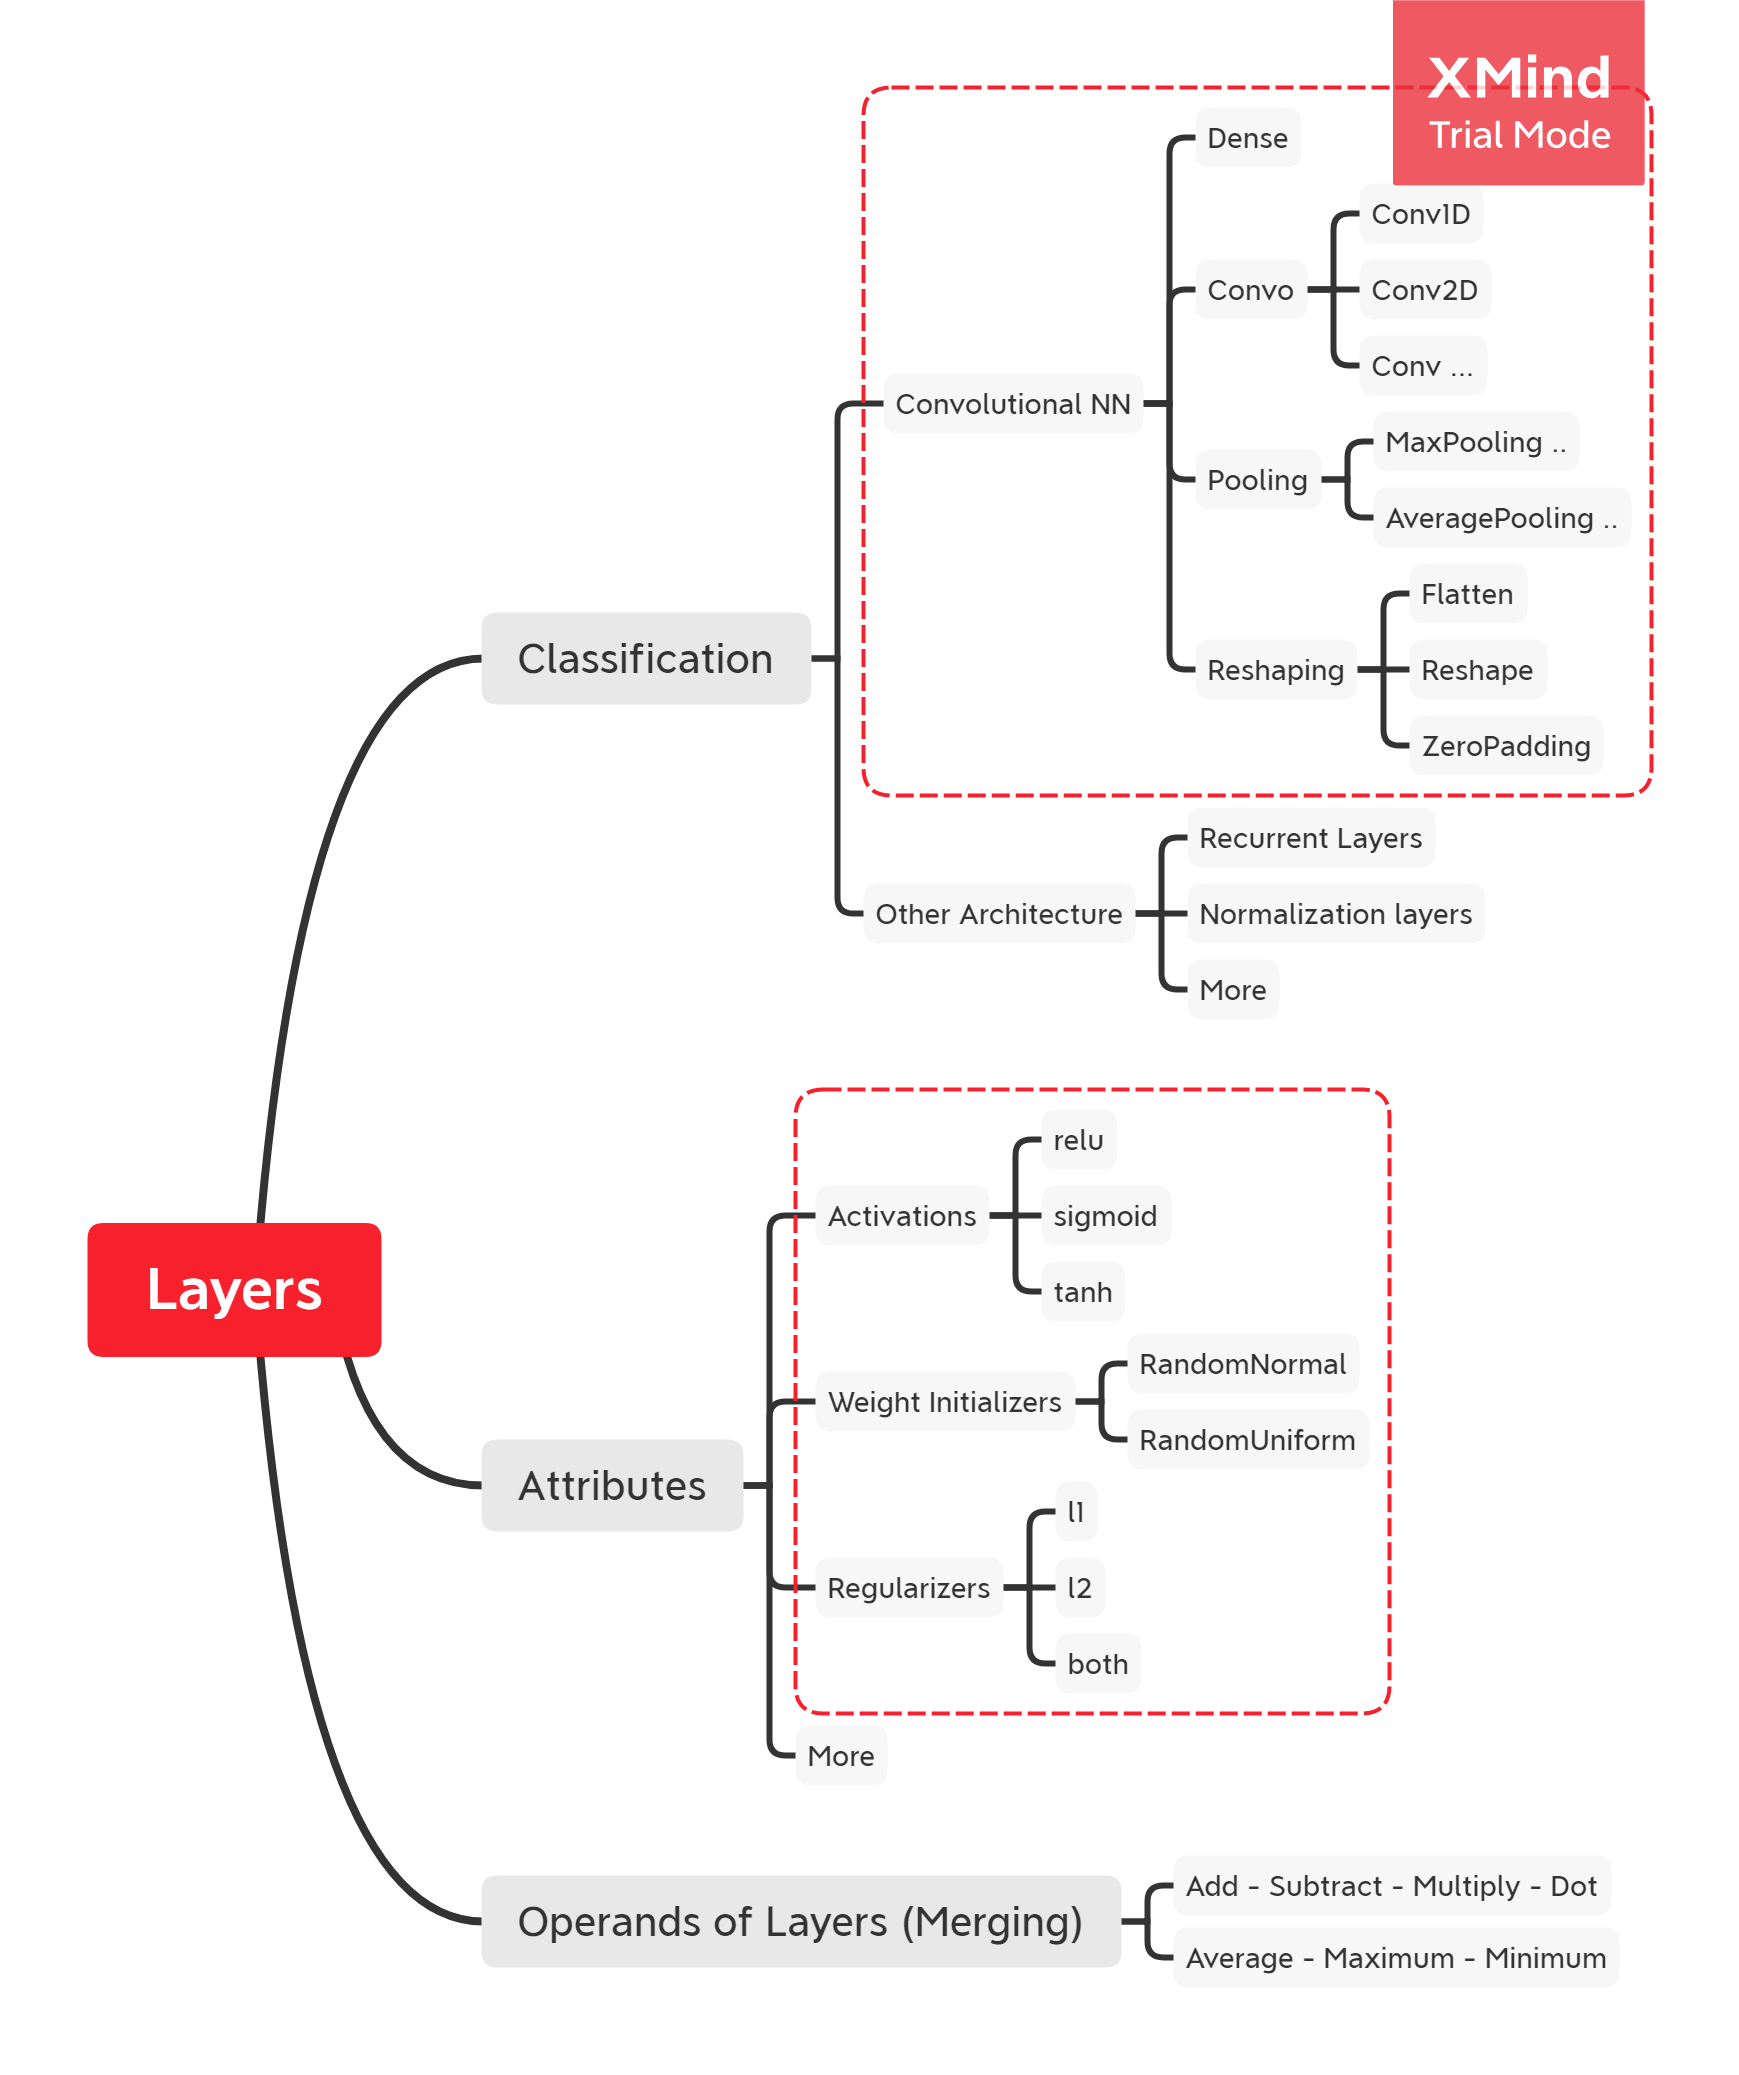 XMind
Trial Mode
Dense
Conv1D
Convo
Conv2D
Conv ...
Convolutional NN
MaxPooling ..
Pooling
AveragePooling ..
Flatten
Classification
Reshaping
Reshape
ZeroPadding
Recurrent Layers
Other Architecture
Normalization layers
More
relu
Activations
sigmoid
tanh
Layers
RandomNormal
Weight Initializers
RandomUniform
Attributes
l1
Regularizers
l2
both
More
Add - Subtract - Multiply - Dot
Operands of Layers (Merging)
Average - Maximum - Minimum